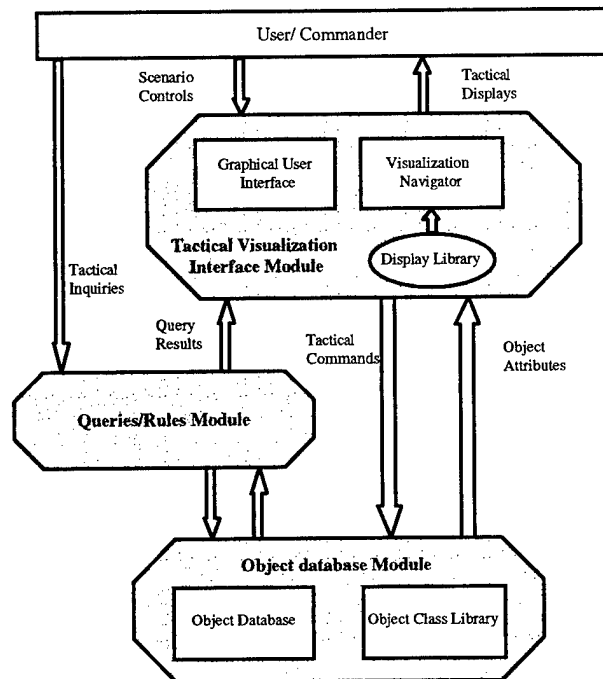 User/ Commander
Scenario
Controls
Tactical
Displays
Graphical User
Interface
Visualization
Navigator
Tactical Visualization
Interface Module
Display Library
Tactical
Inquiries
Query
Results
Tactical
Commands
Object
Attributes
Queries/Rules Module
Object database Module
Object Database
Object Class Library